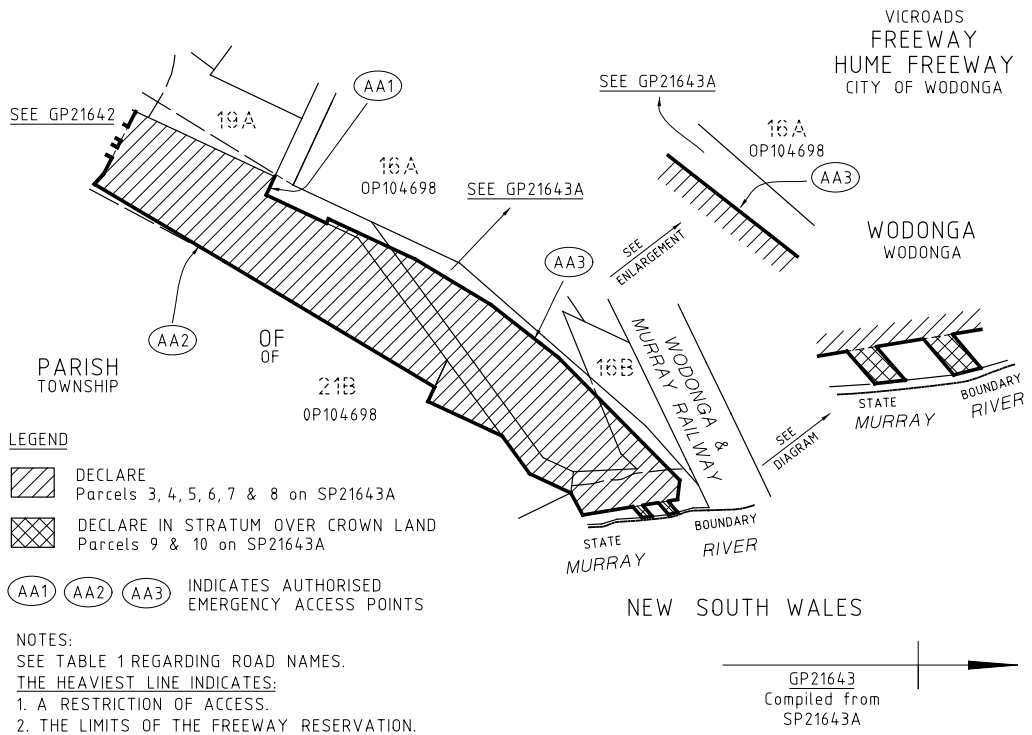 VICROADS
FREEWAY
HUME FREEWAY
CITY OF WODONGA
SEE GP21642
19A
AA1
16A
OP104698
SEE GP21643A
SEE GP21643A
16A
OP104698
AA3
AA3
SEE
ENLARGEMENT
WODONGA
WODONGA
AA2
OF
OF
PARISH
TOWNSHIP
21B
OP104698
16B
WODONGA &
MURRAY RAILWAY
STATE
BOUNDARY
MURRAY
RIVER
SEE
DIAGRAM
STATE
BOUNDARY
MURRAY
RIVER
LEGEND
DECLARE
Parcels 3, 4, 5, 6, 7 & 8 on SP21643A
DECLARE IN STRATUM OVER CROWN LAND
Parcels 9 & 10 on SP21643A
AA1 AA2 AA3 INDICATES AUTHORISED
EMERGENCY ACCESS POINTS
NEW SOUTH WALES
NOTES:
SEE TABLE 1 REGARDING ROAD NAMES.
THE HEAVIEST LINE INDICATES:
1. A RESTRICTION OF ACCESS.
2. THE LIMITS OF THE FREEWAY RESERVATION.
GP21643
Compiled from
SP21643A